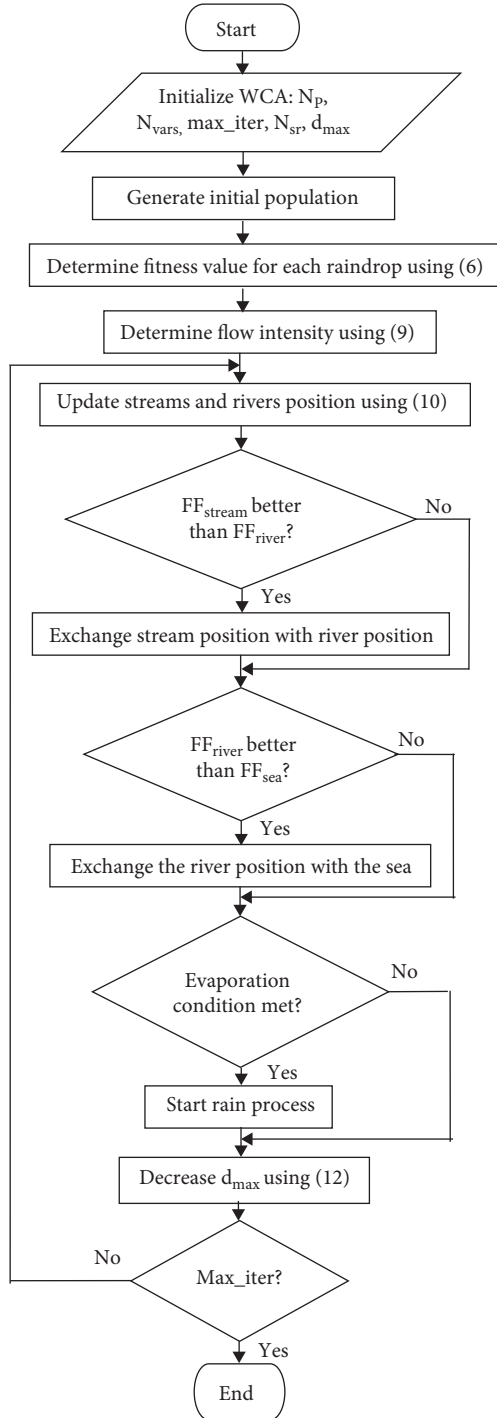 Start
Initialize WCA: N_P,
N_vars, max_iter, N_sr, d_max
Generate initial population
Determine fitness value for each raindrop using (6)
Determine flow intensity using (9)
Update streams and rivers position using (10)
FF_stream better
than FF_river?
No
Yes
Exchange stream position with river position
FF_river better
than FF_sea?
No
Yes
Exchange the river position with the sea
Evaporation
condition met?
No
Yes
Start rain process
Decrease d_max using (12)
No
Max_iter?
Yes
End